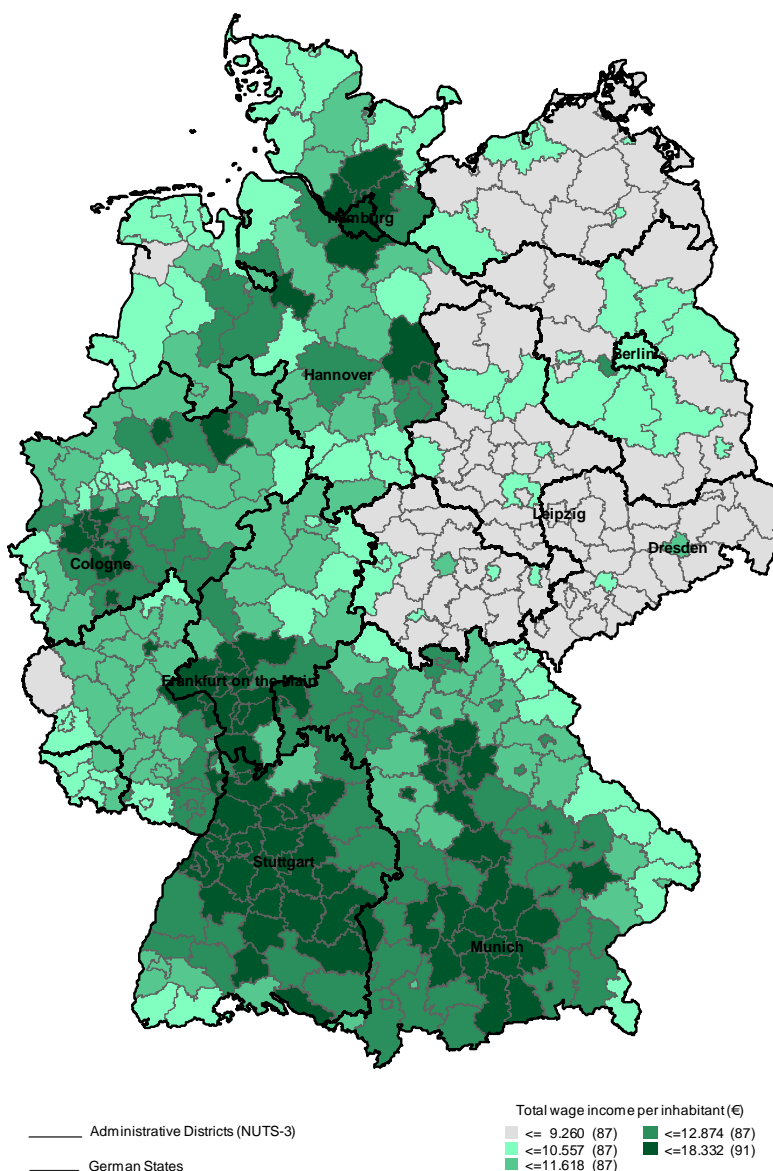 Hamburg
Berlin
Hannover
Leipzig
Dresden
Cologne
Frankfurt on the Main
Stuttgart
Munich
Total wage income per inhabitant (€)
Administrative Districts (NUTS-3)
German States
<= 9.260 (87)
<=10.557 (87)
<=11.618 (87)
<=12.874 (87)
<=18.332 (91)